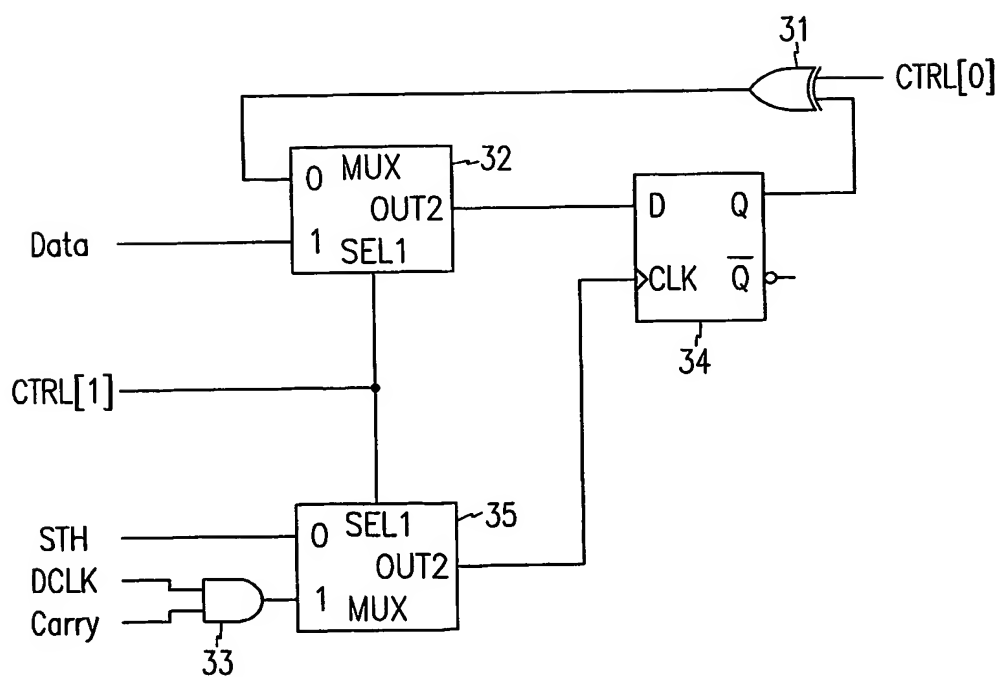 31
CTRL[0]
0 MUX
32
OUT2
Data
1 SEL1
D Q
CLK Q̅
34
CTRL[1]
STH
0 SEL1
35
OUT2
DCLK
1 MUX
Carry
33